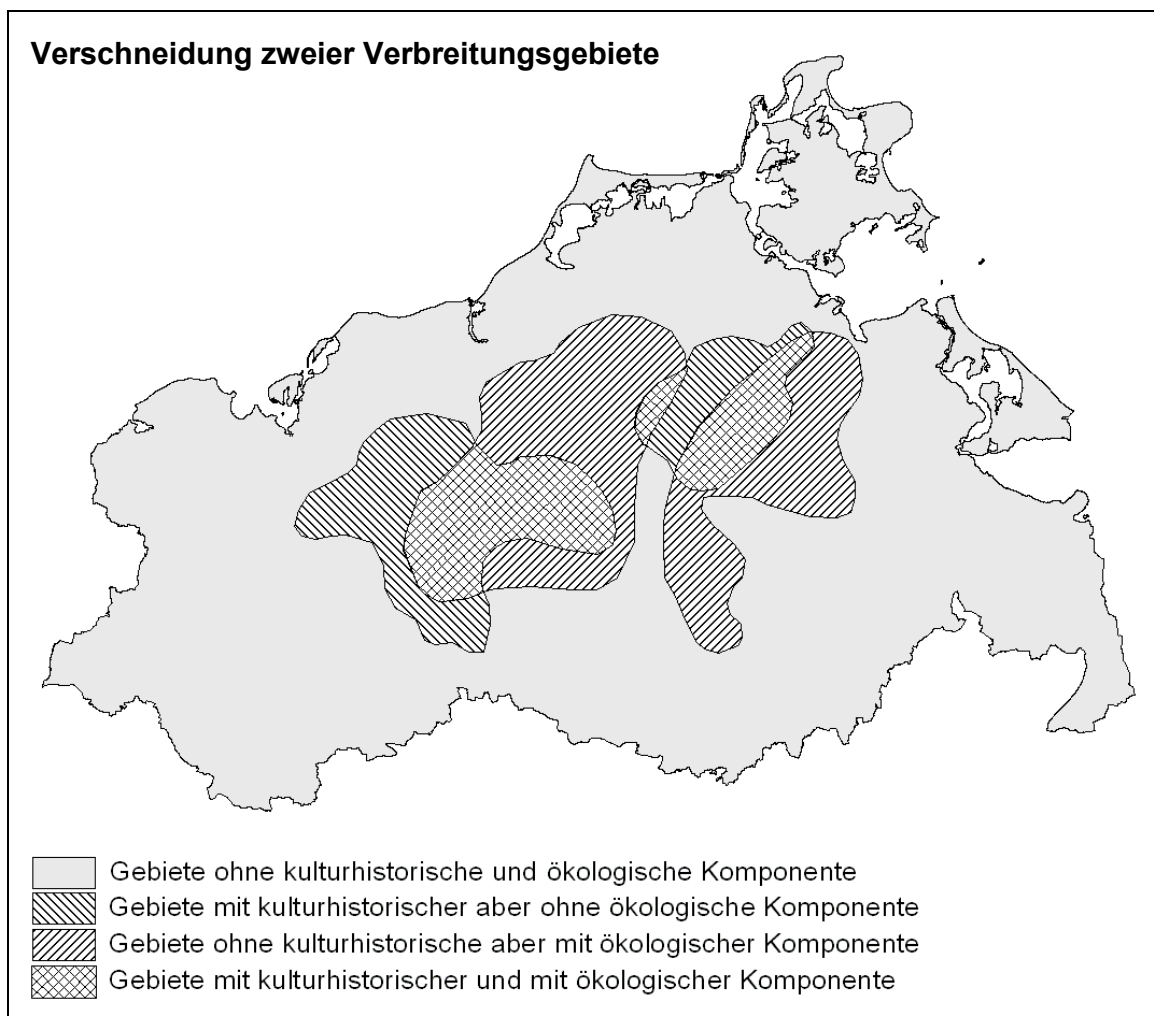 Verschneidung zweier Verbreitungsgebiete
Gebiete ohne kulturhistorische und ökologische Komponente
Gebiete mit kulturhistorischer aber ohne ökologische Komponente
Gebiete ohne kulturhistorische aber mit ökologischer Komponente
Gebiete mit kulturhistorischer und mit ökologischer Komponente